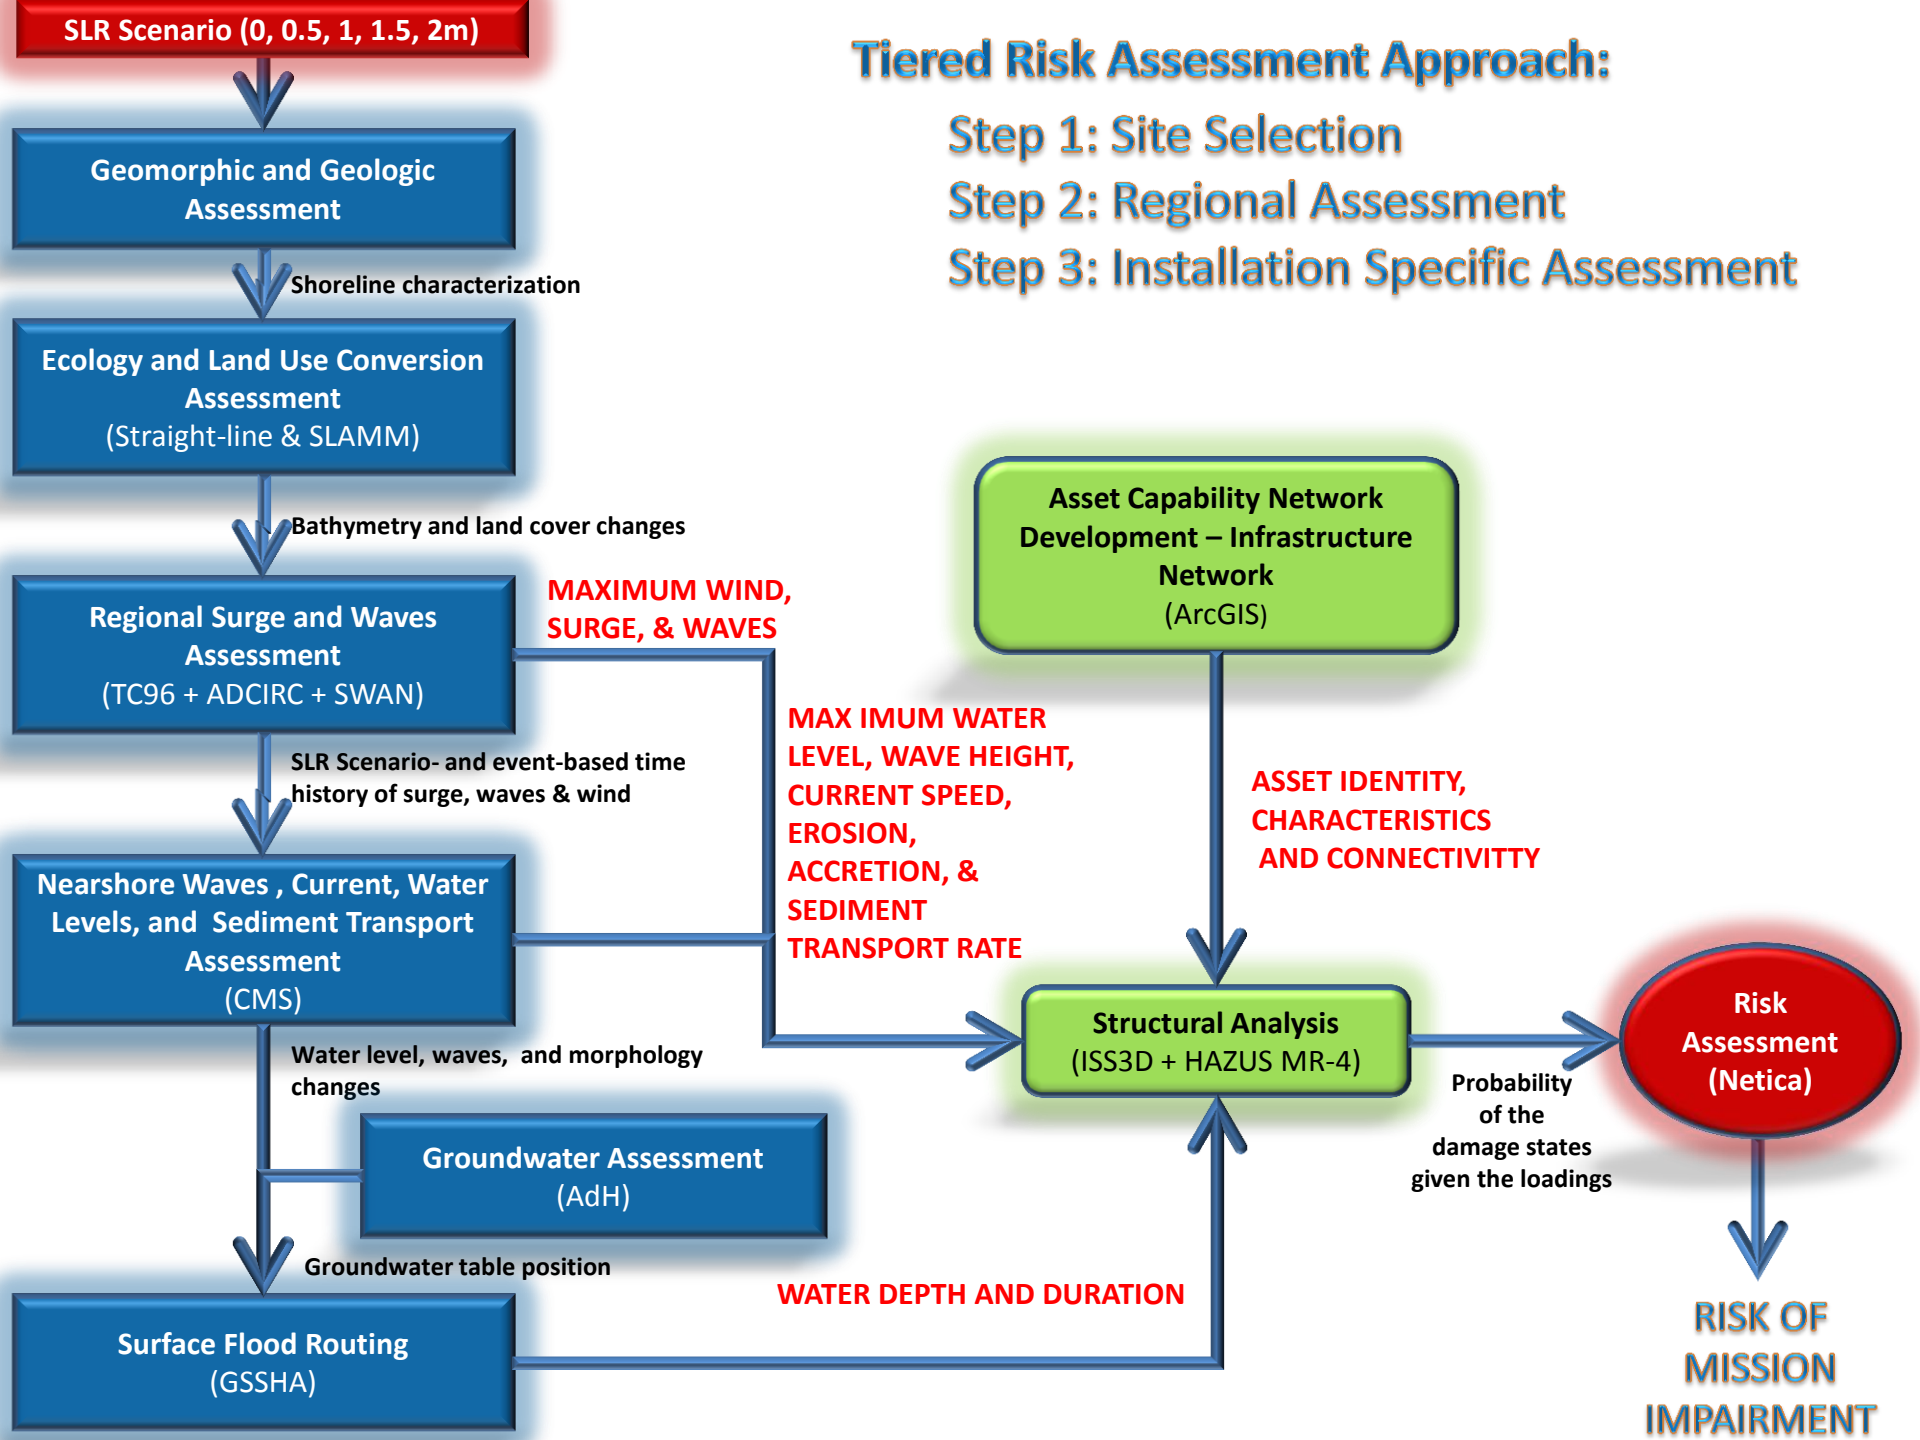 SLR Scenario (0, 0.5, 1, 1.5, 2m)
Tiered Risk Assessment Approach:
Step 1: Site Selection
Step 2: Regional Assessment
Step 3: Installation Specific Assessment
Geomorphic and Geologic
Assessment
Shoreline characterization
Ecology and Land Use Conversion
Assessment
(Straight-line & SLAMM)
Bathymetry and land cover changes
Regional Surge and Waves
Assessment
(TC96 + ADCIRC + SWAN)
MAXIMUM WIND,
SURGE, & WAVES
SLR Scenario- and event-based time
history of surge, waves & wind
Nearshore Waves , Current, Water
Levels, and  Sediment Transport
Assessment
(CMS)
MAX IMUM WATER
LEVEL, WAVE HEIGHT,
CURRENT SPEED,
EROSION,
ACCRETION, &
SEDIMENT
TRANSPORT RATE
Water level, waves,  and morphology
changes
Groundwater Assessment
(AdH)
Groundwater table position
Surface Flood Routing
(GSSHA)
WATER DEPTH AND DURATION
Asset Capability Network
Development – Infrastructure
Network
(ArcGIS)
ASSET IDENTITY,
CHARACTERISTICS
AND CONNECTIVITTY
Structural Analysis
(ISS3D + HAZUS MR-4)
Probability
of the
damage states
given the loadings
Risk
Assessment
(Netica)
RISK OF
MISSION
IMPAIRMENT